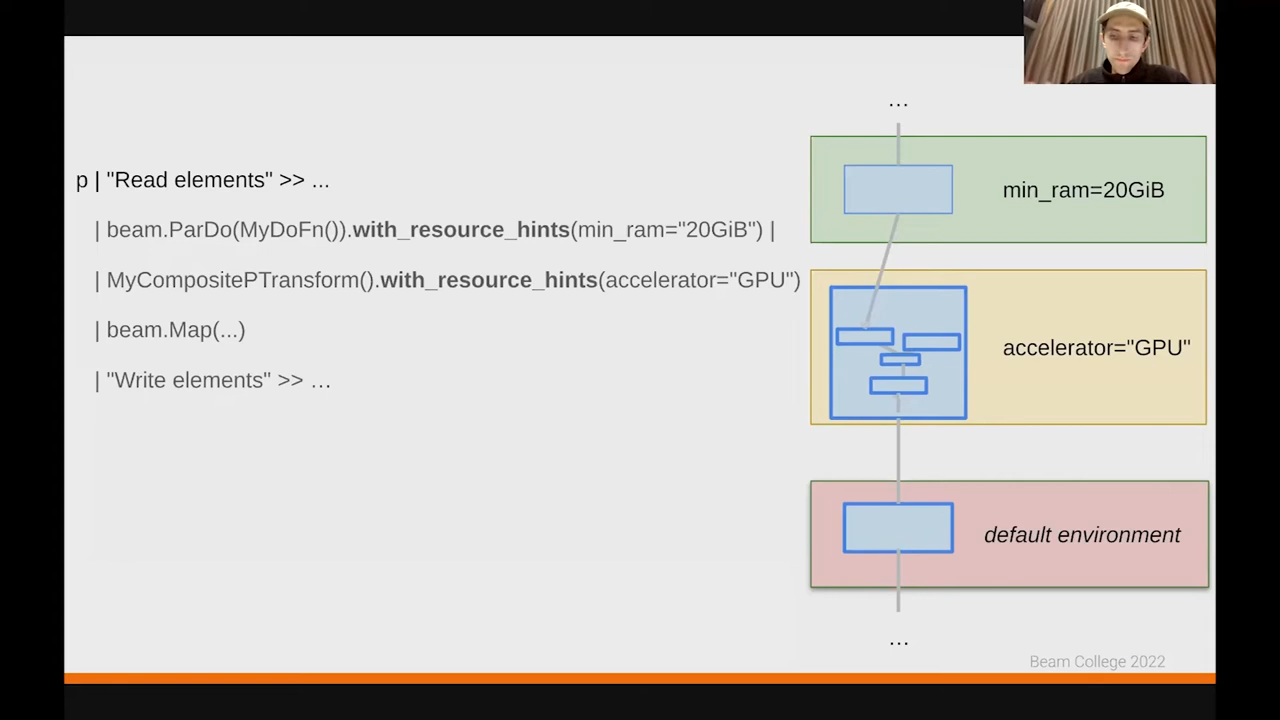 p | "Read elements" >> ...
| beam.ParDo(MyDoFn()).with_resource_hints(min_ram="20GiB") |
| MyCompositePTransform().with_resource_hints(accelerator="GPU")
| beam.Map(...)
| "Write elements" >> …
...
min_ram=20GiB
accelerator="GPU"
default environment
...
Beam College 2022